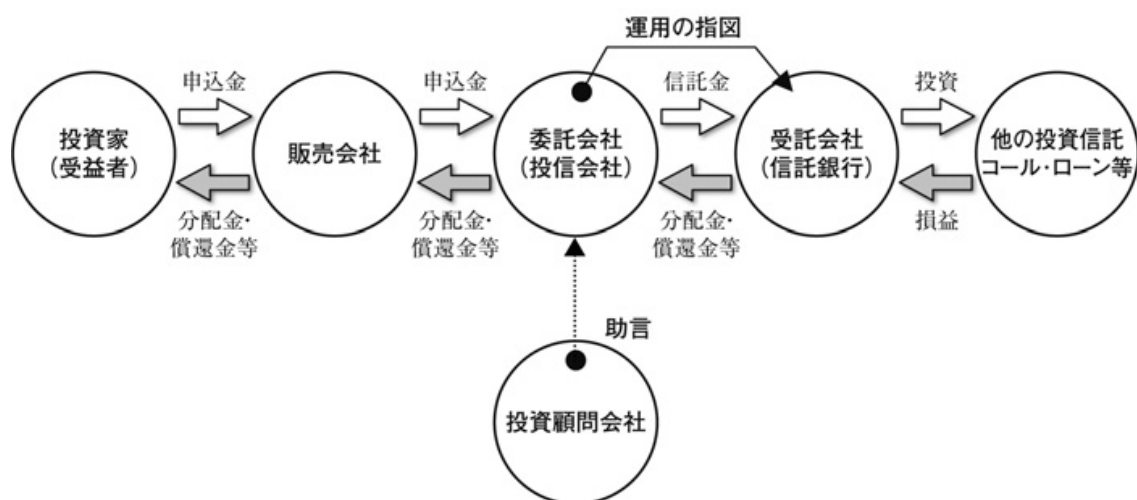 運用の指図
申込金
申込金
信託金
投資
投資家
(受益者)
販売会社
委託会社
(投信会社)
受託会社
(信託銀行)
他の投資信託
コール・ローン等
分配金・
償還金等
分配金・
償還金等
分配金・
償還金等
損益
助言
投資顧問会社